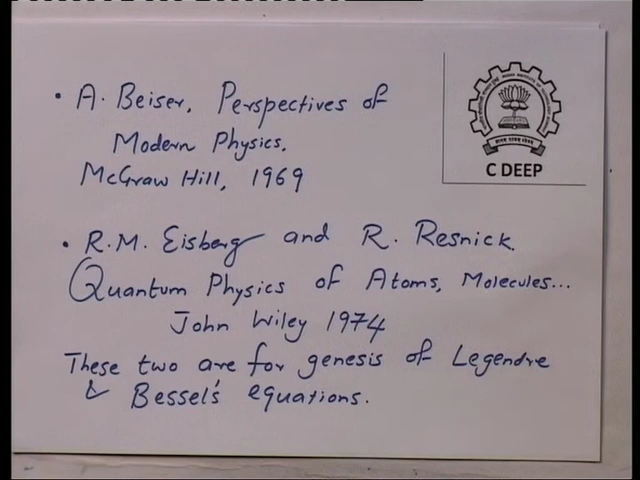 • A. Beiser, Perspectives of
Modern Physics,
McGraw Hill, 1969
• R.M. Eisberg and R. Resnick.
Quantum Physics of Atoms, Molecules...
John Wiley 1974
These two are for genesis of Legendre
& Bessel's equations.
C DEEP